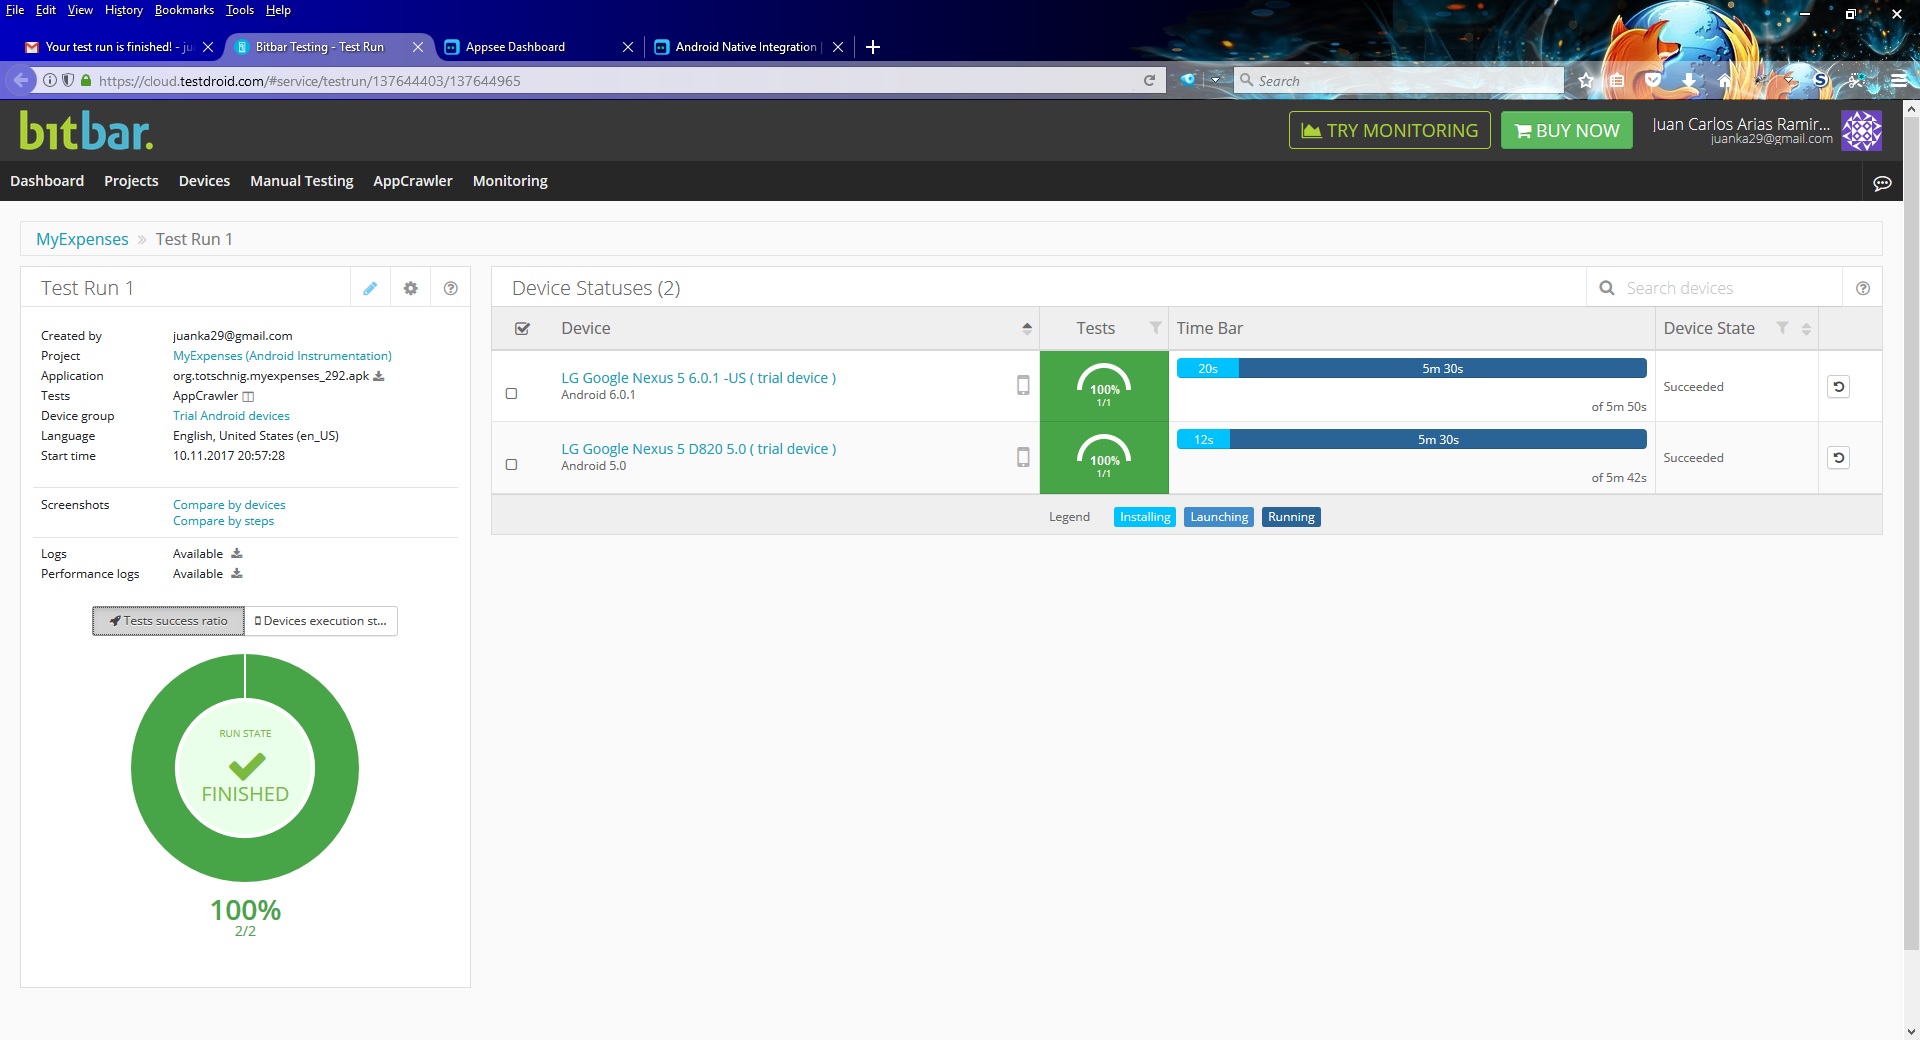 File Edit View History Bookmarks Tools Help
Your test run is finished! - ju
Bitbar Testing - Test Run
Appsee Dashboard
Android Native Integration
https://cloud.testdroid.com/#service/testrun/137644403/137644965
Search
bitbar.
TRY MONITORING
BUY NOW
Juan Carlos Arias Ramir...
juanka29@gmail.com
Dashboard Projects Devices Manual Testing AppCrawler Monitoring
MyExpenses » Test Run 1
Test Run 1
Created by juanka29@gmail.com
Project MyExpenses (Android Instrumentation)
Application org.totschnig.myexpenses_292.apk
Tests AppCrawler
Device group Trial Android devices
Language English, United States (en_US)
Start time 10.11.2017 20:57:28
Screenshots Compare by devices
Compare by steps
Logs Available
Performance logs Available
Tests success ratio Devices execution st...
RUN STATE
FINISHED
100%
2/2
Device Statuses (2)
Search devices
Device Tests Time Bar Device State
LG Google Nexus 5 6.0.1 -US ( trial device )
Android 6.0.1
100%
1/1
20s 5m 30s
of 5m 50s
Succeeded
LG Google Nexus 5 D820 5.0 ( trial device )
Android 5.0
100%
1/1
12s 5m 30s
of 5m 42s
Succeeded
Legend Installing Launching Running